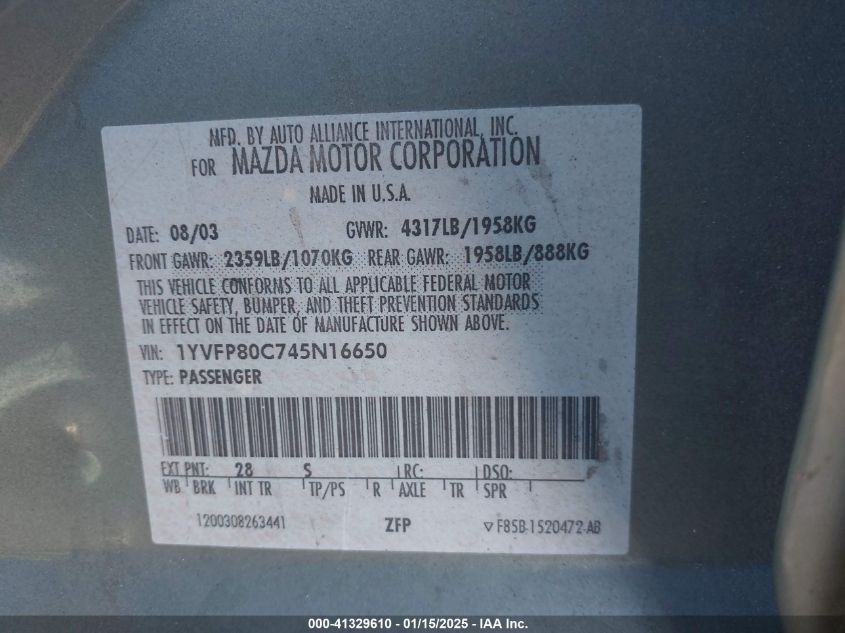 MFD. BY AUTO ALLIANCE INTERNATIONAL, INC.
FOR MAZDA MOTOR CORPORATION
MADE IN U.S.A.
DATE: 08/03 GVWR: 4317LB/1958KG
FRONT GAWR: 2359LB/1070KG REAR GAWR: 1958LB/888KG
THIS VEHICLE CONFORMS TO ALL APPLICABLE FEDERAL MOTOR
VEHICLE SAFETY, BUMPER, AND THEFT PREVENTION STANDARDS
IN EFFECT ON THE DATE OF MANUFACTURE SHOWN ABOVE.
VIN: 1YVFP80C745N16650
TYPE: PASSENGER
EXT PNT: 28 S RC: DSO:
WB BRK INT TR TP/PS R AXLE TR SPR
1200308263441 ZFP ▽ F85B-1520472-AB
000-41329610 - 01/15/2025 - IAA Inc.